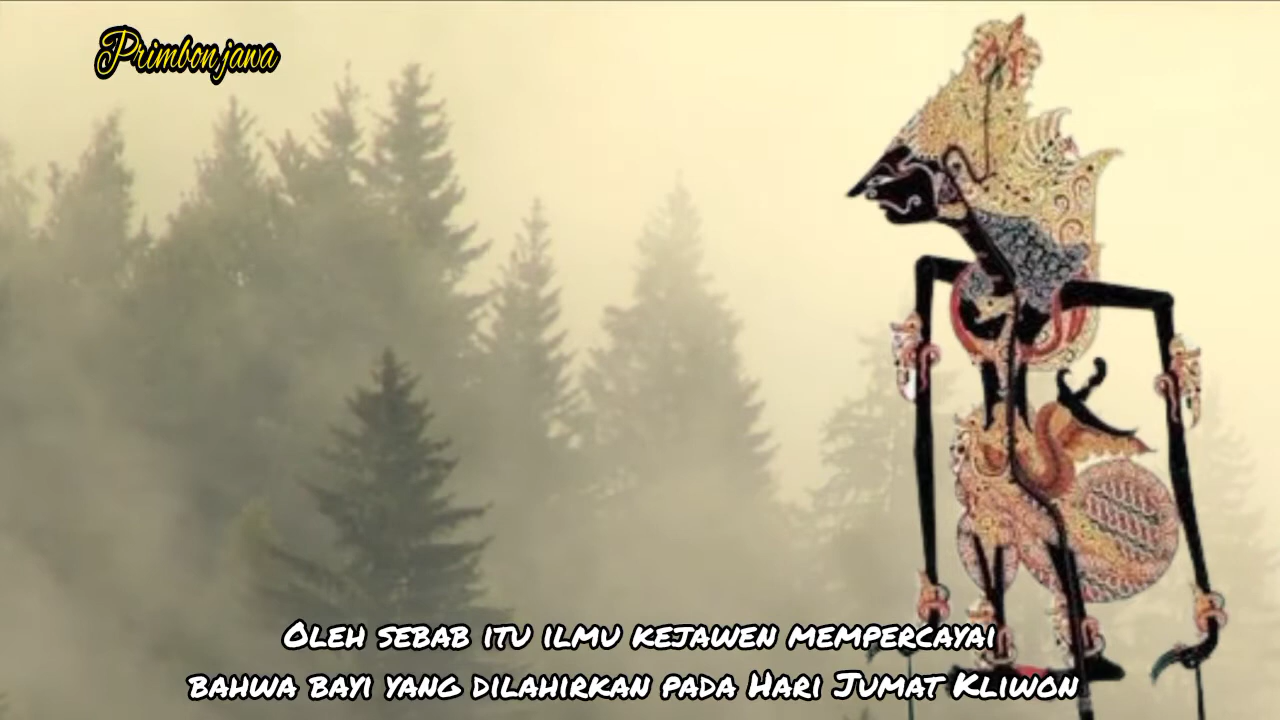 Primbonjawa
Oleh sebab itu ilmu kejawen mempercayai
bahwa bayi yang dilahirkan pada Hari Jumat Kliwon